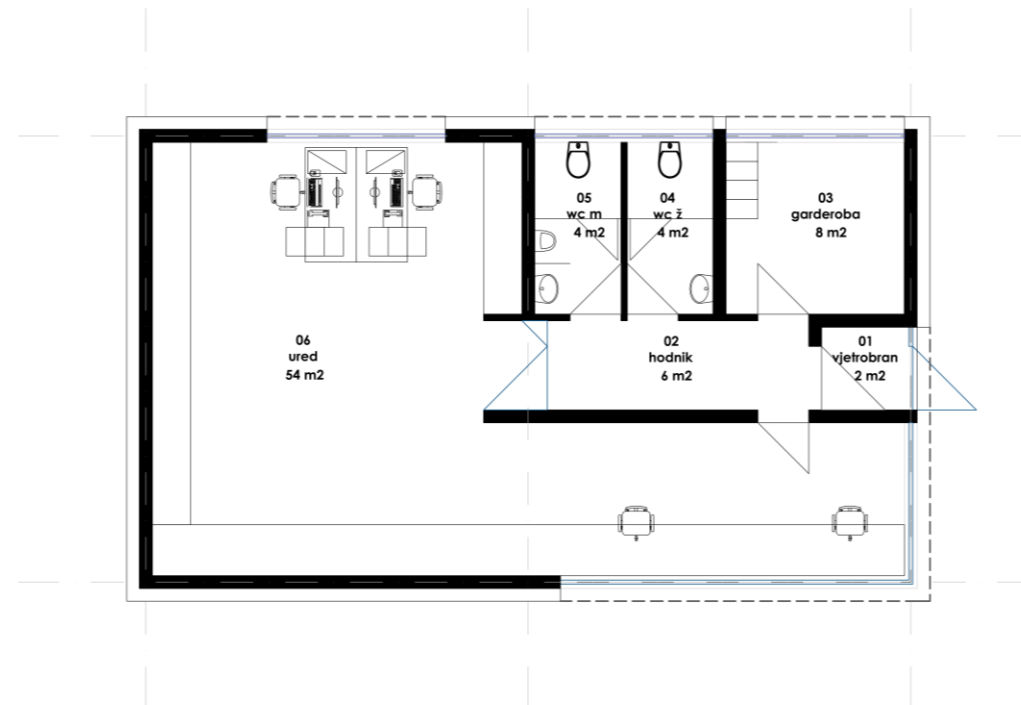 05
wc m
4 m2
04
wc ž
4 m2
03
garderoba
8 m2
06
ured
54 m2
02
hodnik
6 m2
01
vjetrobran
2 m2